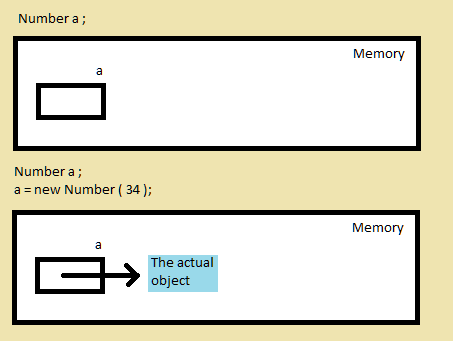 Number a ;
Memory
a
Number a ;
a = new Number ( 34 );
Memory
a
The actual
object